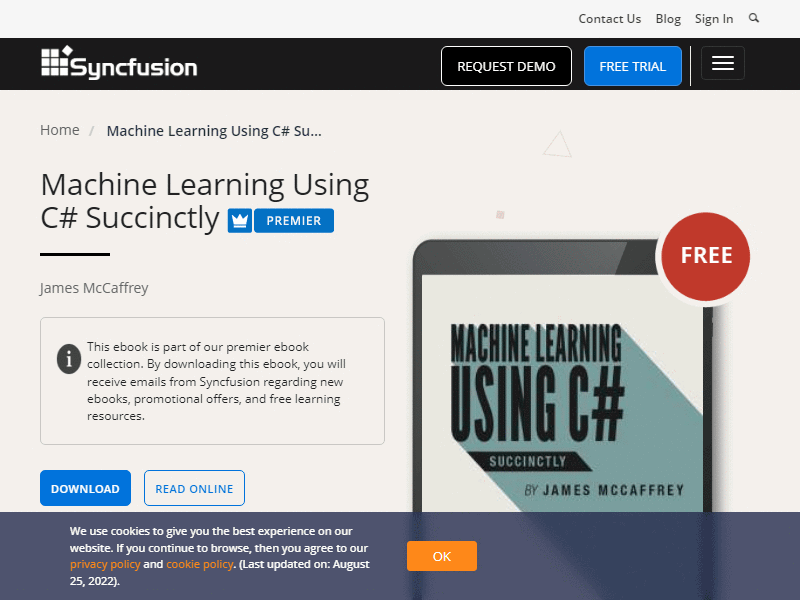 Contact Us Blog Sign In
Syncfusion
REQUEST DEMO
FREE TRIAL
Home / Machine Learning Using C# Su...
Machine Learning Using
C# Succinctly PREMIER
James McCaffrey
i
This ebook is part of our premier ebook
collection. By downloading this ebook, you will
receive emails from Syncfusion regarding new
ebooks, promotional offers, and free learning
resources.
DOWNLOAD
READ ONLINE
FREE
MACHINE LEARNING
USING C#
SUCCINCTLY
BY JAMES MCCAFFREY
We use cookies to give you the best experience on our
website. If you continue to browse, then you agree to our
privacy policy and cookie policy. (Last updated on: August
25, 2022).
OK